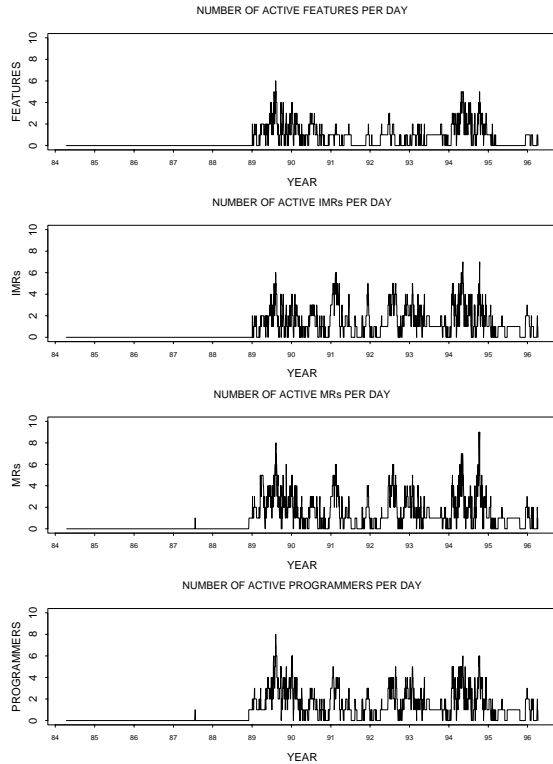 NUMBER OF ACTIVE FEATURES PER DAY
10
8
6
4
2
0
FEATURES
84 85 86 87 88 89 90 91 92 93 94 95 96
YEAR
NUMBER OF ACTIVE IMRs PER DAY
10
8
6
4
2
0
IMRs
84 85 86 87 88 89 90 91 92 93 94 95 96
YEAR
NUMBER OF ACTIVE MRs PER DAY
10
8
6
4
2
0
MRs
84 85 86 87 88 89 90 91 92 93 94 95 96
YEAR
NUMBER OF ACTIVE PROGRAMMERS PER DAY
10
8
6
4
2
0
PROGRAMMERS
84 85 86 87 88 89 90 91 92 93 94 95 96
YEAR